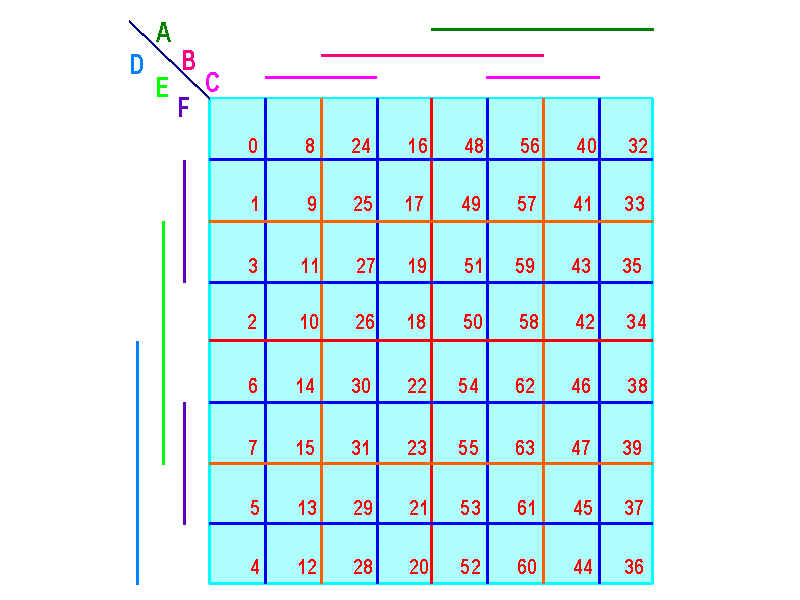 A
D B
E C
F
0 8 24 16 48 56 40 32
1 9 25 17 49 57 41 33
3 11 27 19 51 59 43 35
2 10 26 18 50 58 42 34
6 14 30 22 54 62 46 38
7 15 31 23 55 63 47 39
5 13 29 21 53 61 45 37
4 12 28 20 52 60 44 36